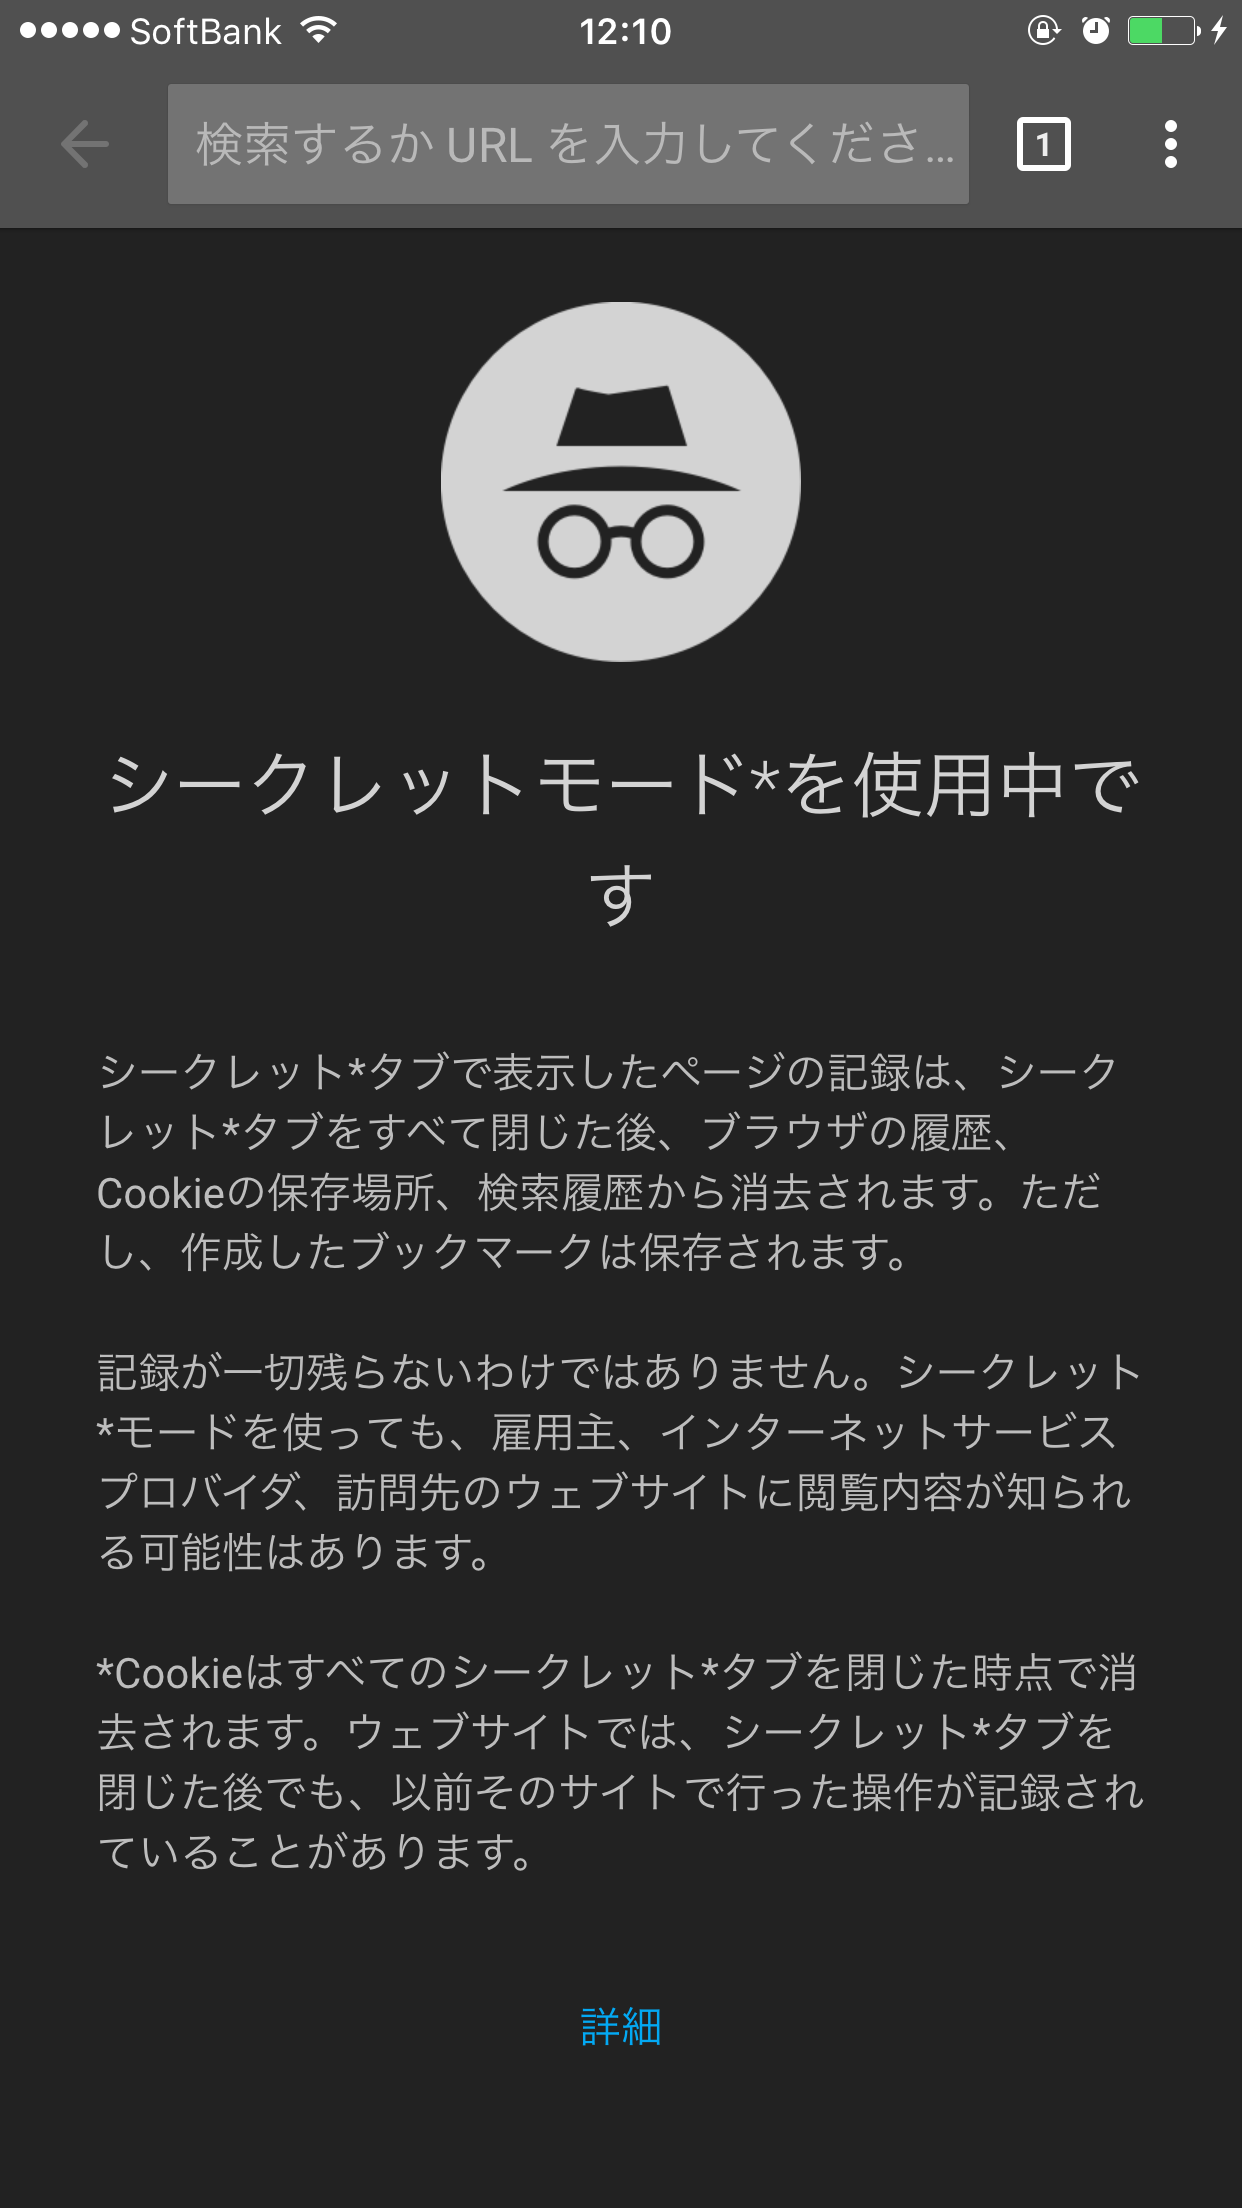 SoftBank 12:10
検索するか URL を入力してくださ... 1
シークレットモード*を使用中で
す
シークレット*タブで表示したページの記録は、シーク
レット*タブをすべて閉じた後、ブラウザの履歴、
Cookieの保存場所、検索履歴から消去されます。ただ
し、作成したブックマークは保存されます。
記録が一切残らないわけではありません。シークレット
*モードを使っても、雇用主、インターネットサービス
プロバイダ、訪問先のウェブサイトに閲覧内容が知られ
る可能性はあります。
*Cookieはすべてのシークレット*タブを閉じた時点で消
去されます。ウェブサイトでは、シークレット*タブを
閉じた後でも、以前そのサイトで行った操作が記録され
ていることがあります。
詳細